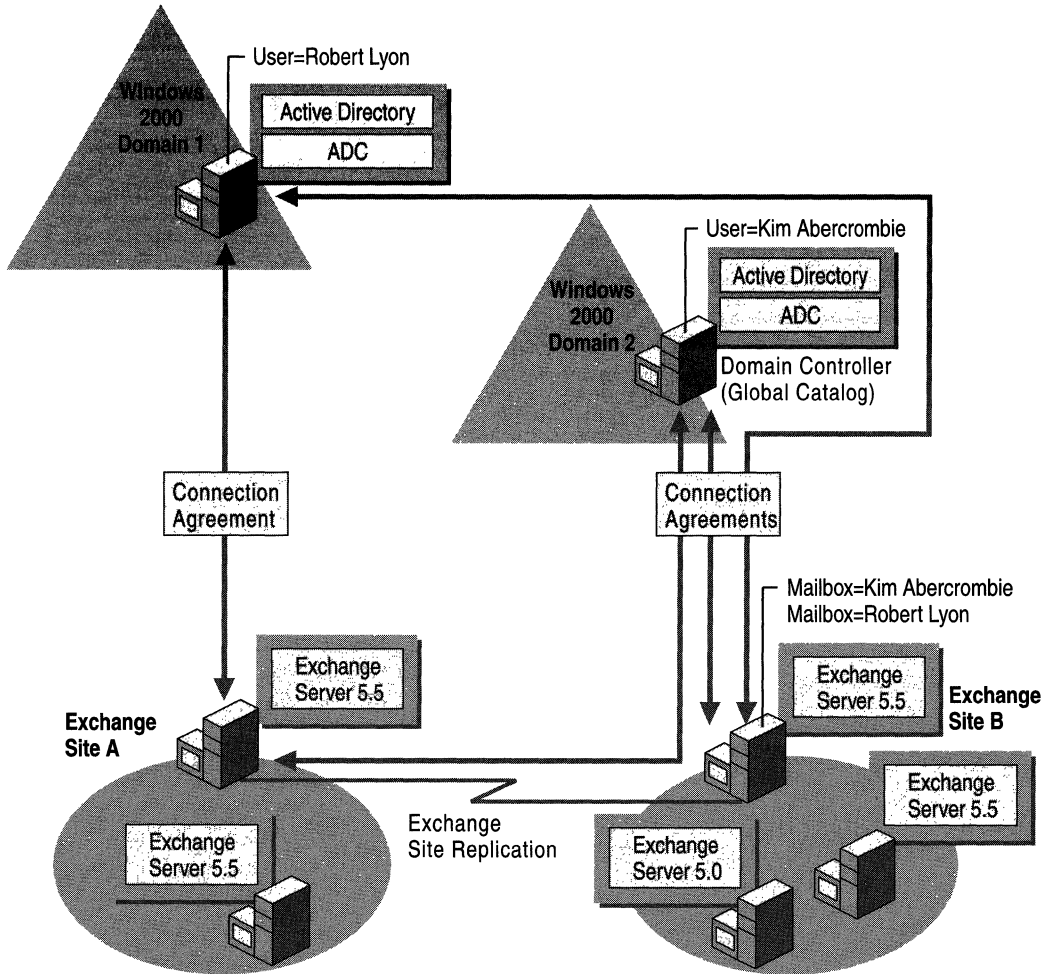 User=Robert Lyon
Windows
2000
Domain 1
Active Directory
ADC
User=Kim Abercrombie
Windows
2000
Domain 2
Active Directory
ADC
Domain Controller
(Global Catalog)
Connection
Agreement
Connection
Agreements
Mailbox=Kim Abercrombie
Mailbox=Robert Lyon
Exchange
Server 5.5
Exchange
Site A
Exchange
Server 5.5
Exchange
Site B
Exchange
Server 5.5
Exchange
Site Replication
Exchange
Server 5.5
Exchange
Server 5.0